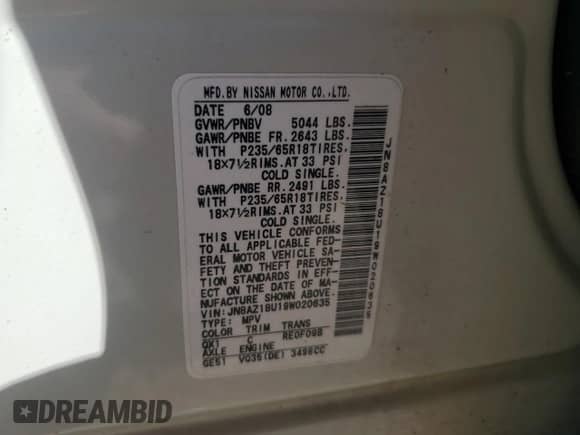 MFD.BY NISSAN MOTOR CO.,LTD.
DATE 6/08
GVWR/PNBV 5044 LBS.
GAWR/PNBE FR.2643 LBS.
WITH P235/65R18TIRES.
18×7½RIMS.AT 33 PSI
COLD SINGLE.
GAWR/PNBE RR.2491 LBS.
WITH P235/65R18TIRES.
18×7½RIMS.AT 33 PSI
COLD SINGLE.
THIS VEHICLE CONFORMS
TO ALL APPLICABLE FED-
ERAL MOTOR VEHICLE SA-
FETY AND THEFT PREVEN-
TION STANDARDS IN EFF-
ECT ON THE DATE OF MA-
NUFACTURE SHOWN ABOVE.
VIN: JN8AZ18U19W020635
TYPE: MPV
COLOR TRIM TRANS
QX1 C RE0F09B
AXLE ENGINE
GE51 VQ35(DE) 3498CC
JN8AZ18U19W020635
DREAMBID